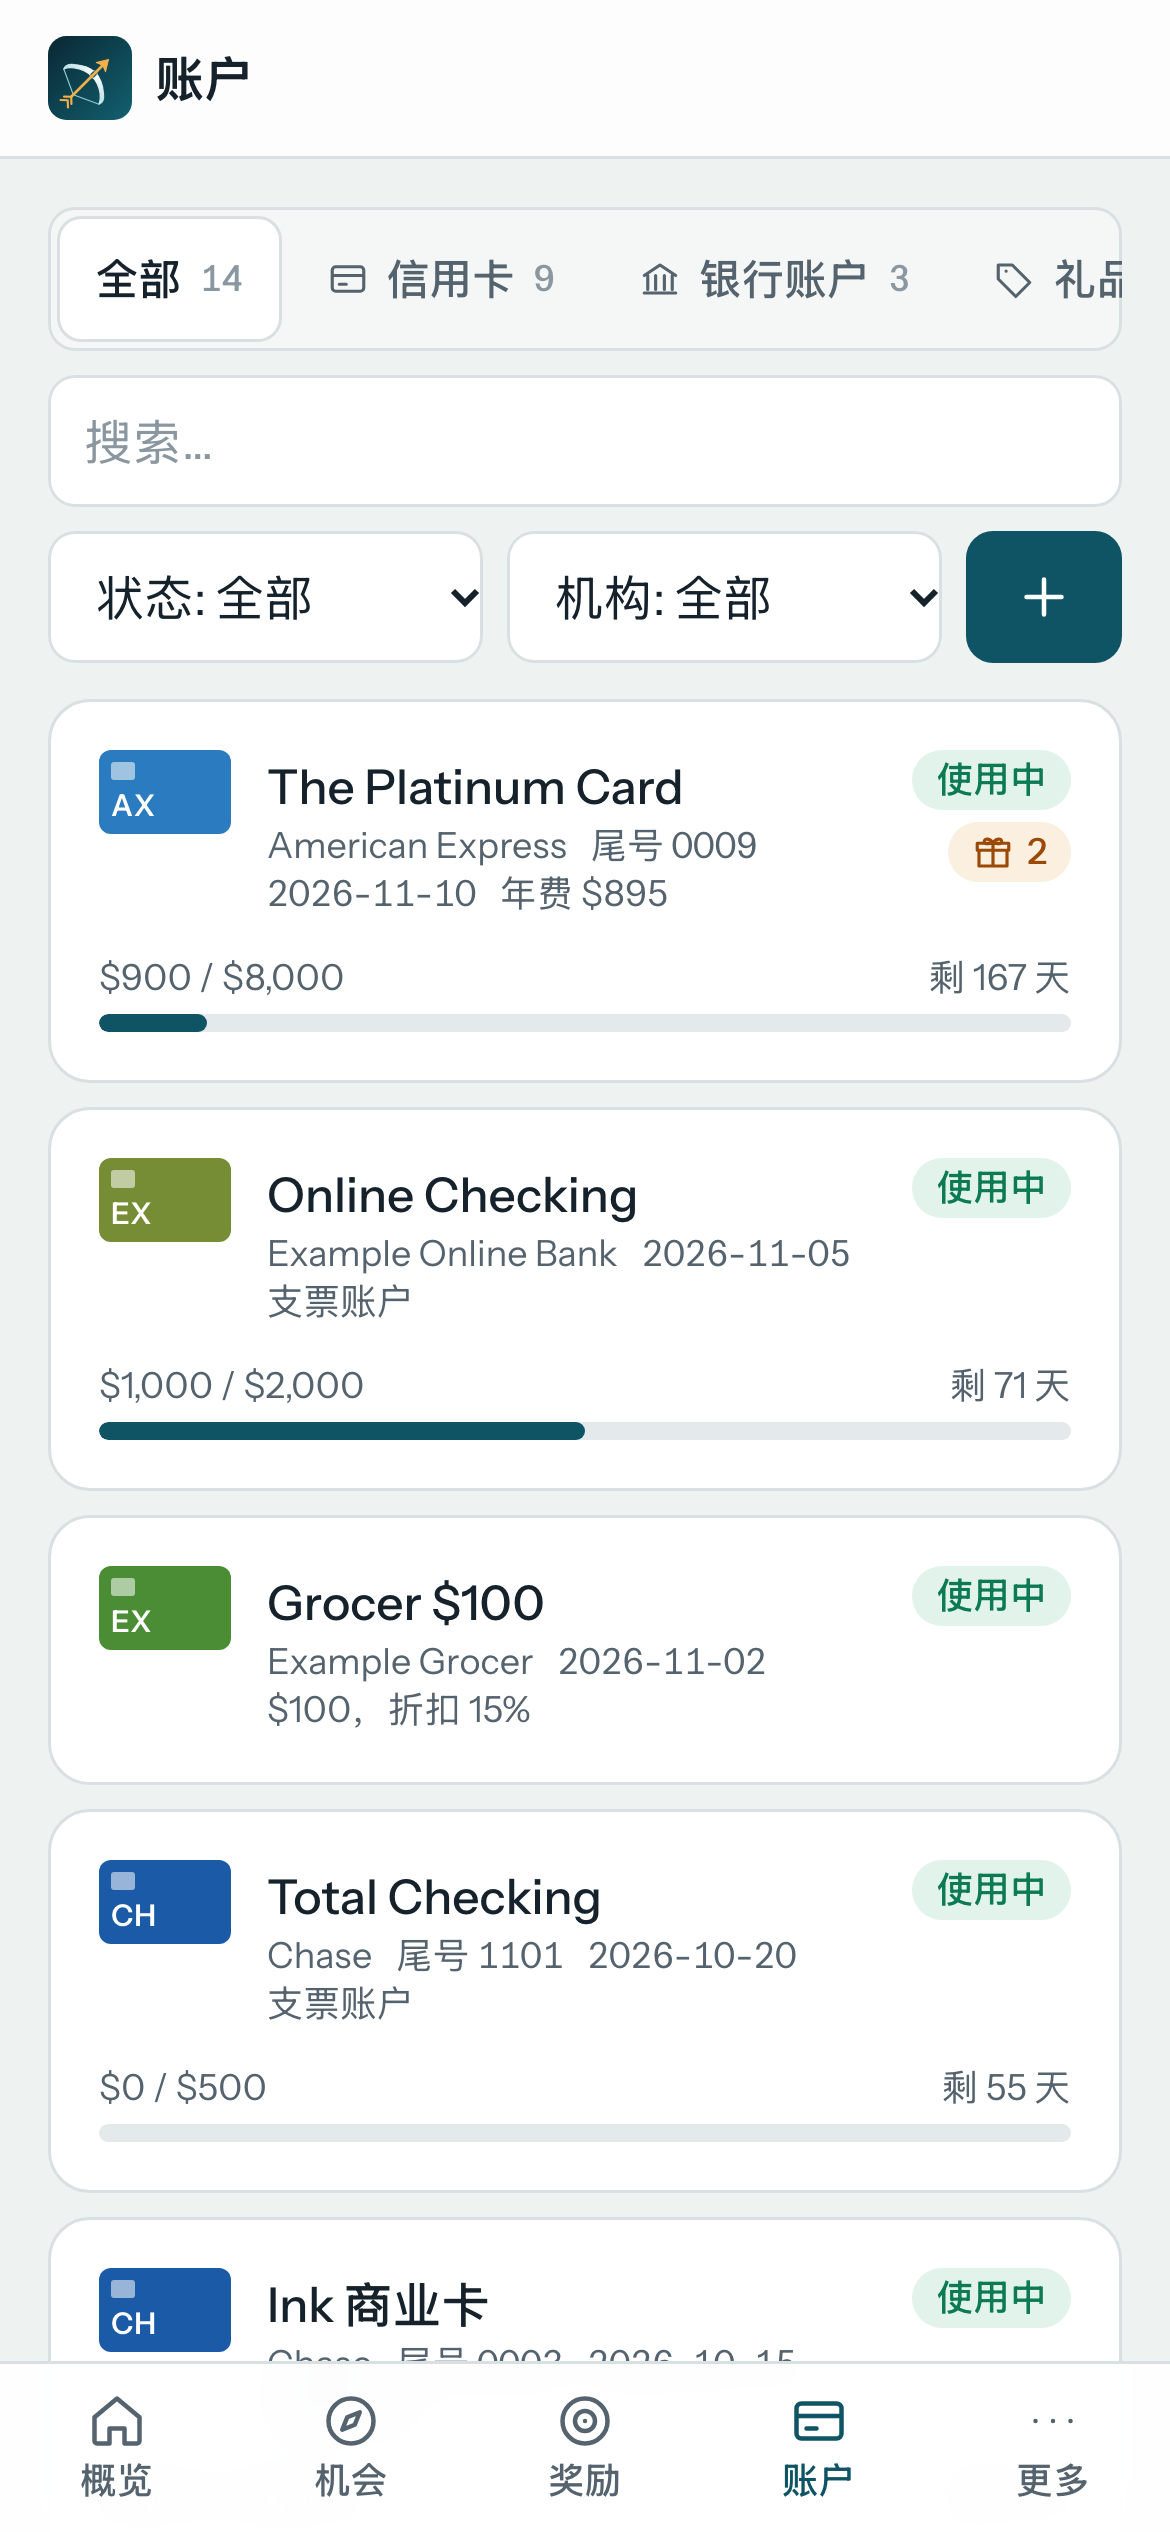 账户
全部 14 信用卡 9 银行账户 3 礼品
搜索...
状态: 全部 机构: 全部
AX
The Platinum Card 使用中
American Express 尾号 0009 2
2026-11-10 年费 $895
$900 / $8,000 剩 167 天
EX
Online Checking 使用中
Example Online Bank 2026-11-05
支票账户
$1,000 / $2,000 剩 71 天
EX
Grocer $100 使用中
Example Grocer 2026-11-02
$100, 折扣 15%
CH
Total Checking 使用中
Chase 尾号 1101 2026-10-20
支票账户
$0 / $500 剩 55 天
CH
Ink 商业卡 使用中
Chase 尾号
概览 机会 奖励 账户 更多